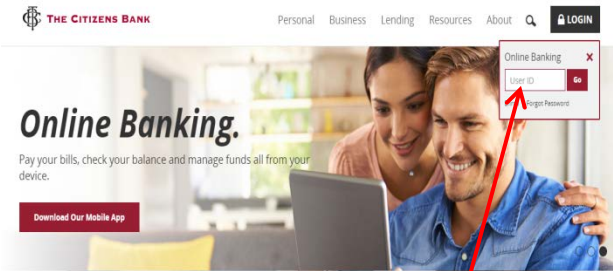 THE CITIZENS BANK
Personal Business Lending Resources About LOGIN
Online Banking X
User ID Go
Forgot Password
Online Banking.
Pay your bills, check your balance and manage funds all from your
device.
Download Our Mobile App